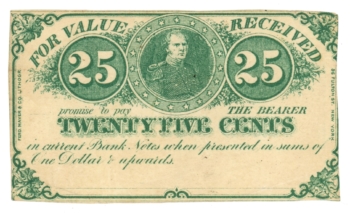 FOR VALUE RECEIVED
25 25
promise to pay THE BEARER
TWENTY FIVE CENTS
in current Bank Notes when presented in sums of
One Dollar & upwards.